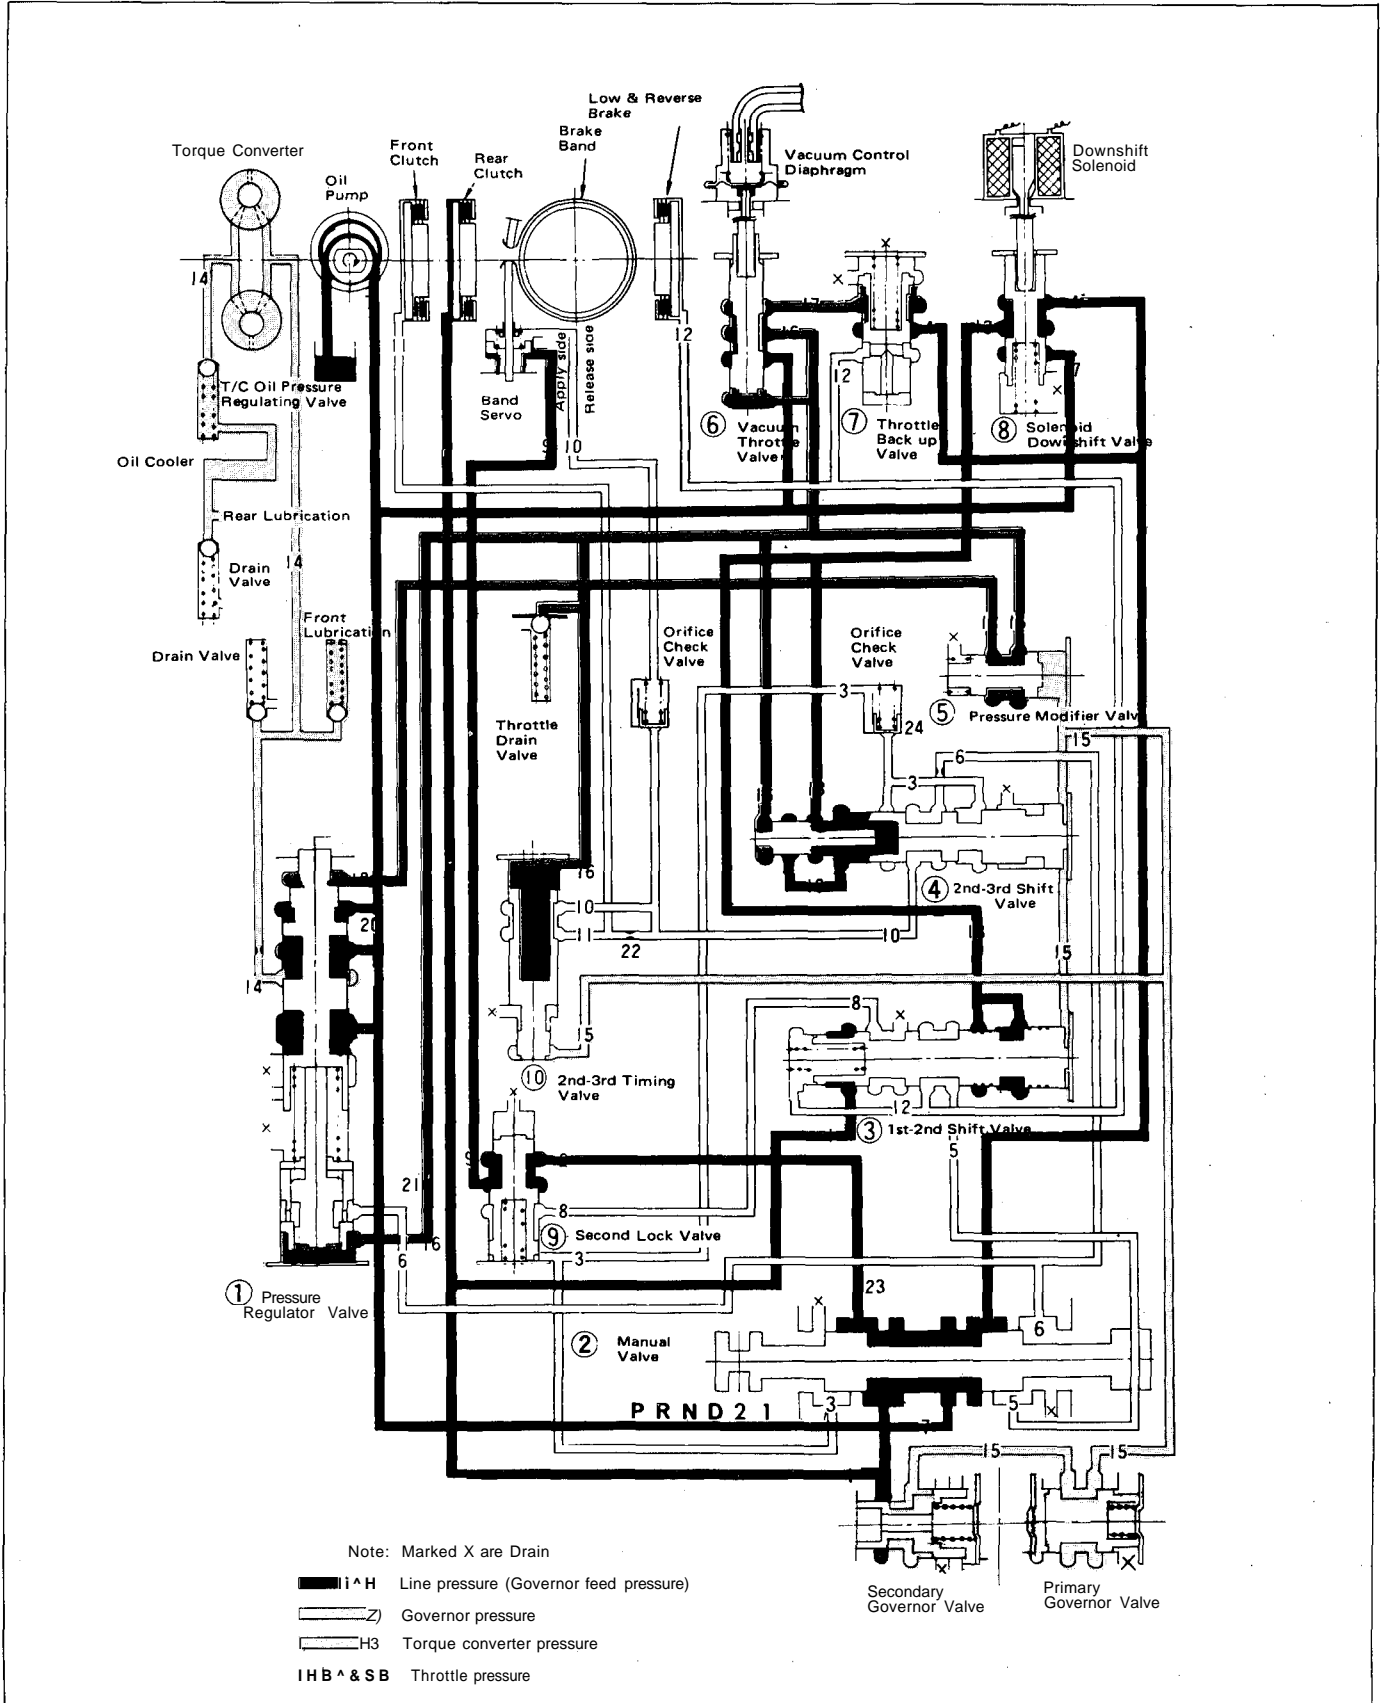 Low & Reverse
Brake
Brake
Band
Front
Clutch
Rear
Clutch
Torque Converter
Oil
Pump
Vacuum Control
Diaphragm
Downshift
Solenoid
14
12
12
T/C Oil Pressure
Regulating Valve
Band
Servo
Apply side
Release side
10
6 Vacuum
Throttle
Valve
7 Throttle
Back up
Valve
8 Solenoid
Downshift Valve
Oil Cooler
Rear Lubrication
Drain
Valve
14
Front
Lubrication
Drain Valve
Orifice
Check
Valve
Orifice
Check
Valve
3
24
5 Pressure Modifier Valve
15
Throttle
Drain
Valve
6
3
16
4 2nd-3rd Shift
Valve
10
11
22
10
20
14
15
8
5
10 2nd-3rd Timing
Valve
12
3 1st-2nd Shift Valve
5
21
9
8
9 Second Lock Valve
3
16
6
1 Pressure
Regulator Valve
23
6
2 Manual
Valve
3
5
P R N D 2 1
7
15
15
Note: Marked X are Drain
Line pressure (Governor feed pressure)
Z) Governor pressure
H3 Torque converter pressure
IHB^&SB Throttle pressure
Secondary
Governor Valve
Primary
Governor Valve